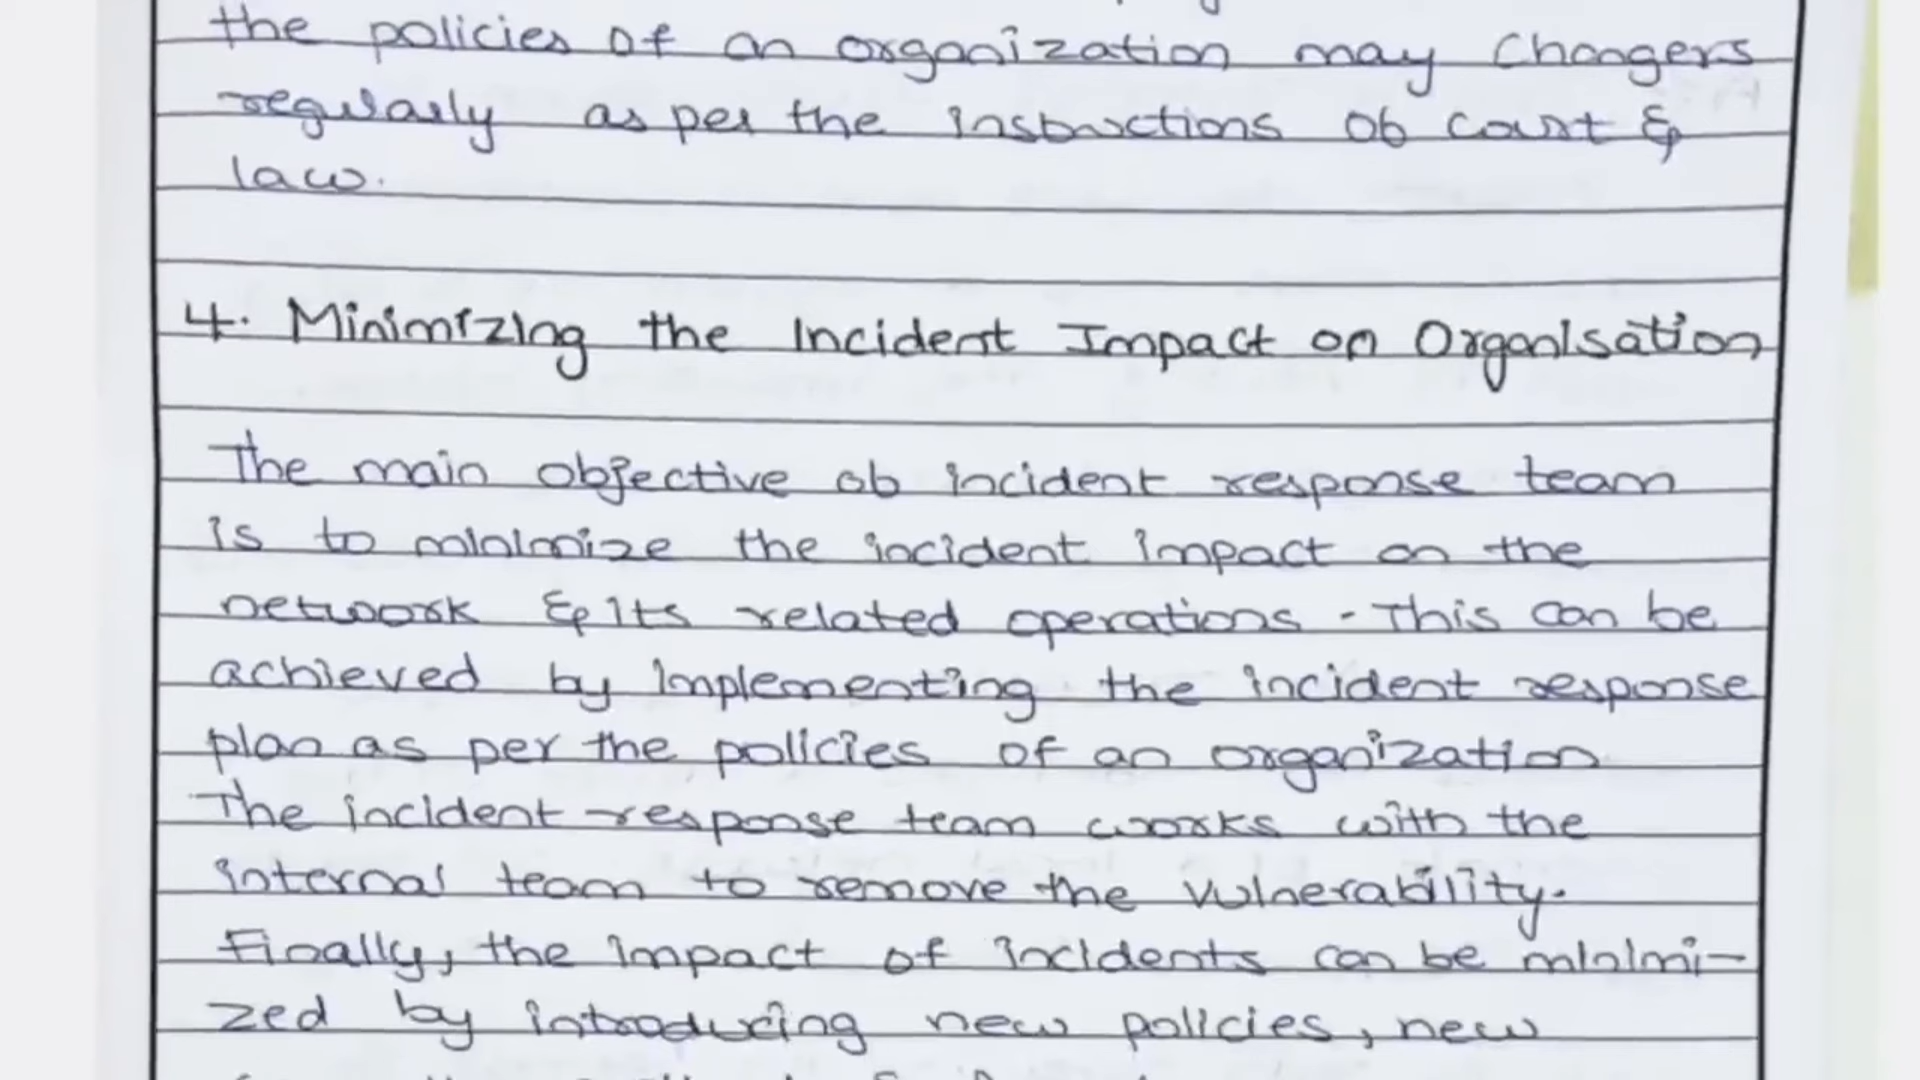 the policies of an organization may Changers
regularly as per the instructions of court &
law.
4. Minimizing the Incident Impact on Organisation
The main objective of incident response team
is to minimize the incident impact on the
network & its related operations. This can be
achieved by implementing the incident response
plan as per the policies of an organization
The incident response team works with the
internal team to remove the vulnerability.
Finally, the impact of incidents can be minimi-
zed by introducing new policies, new